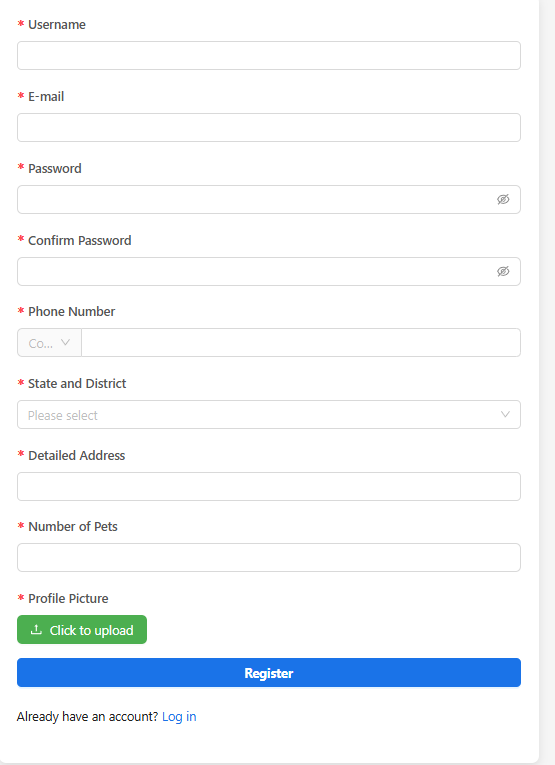 * Username
* E-mail
* Password
* Confirm Password
* Phone Number
Co...
* State and District
Please select
* Detailed Address
* Number of Pets
* Profile Picture
Click to upload
Register
Already have an account? Log in